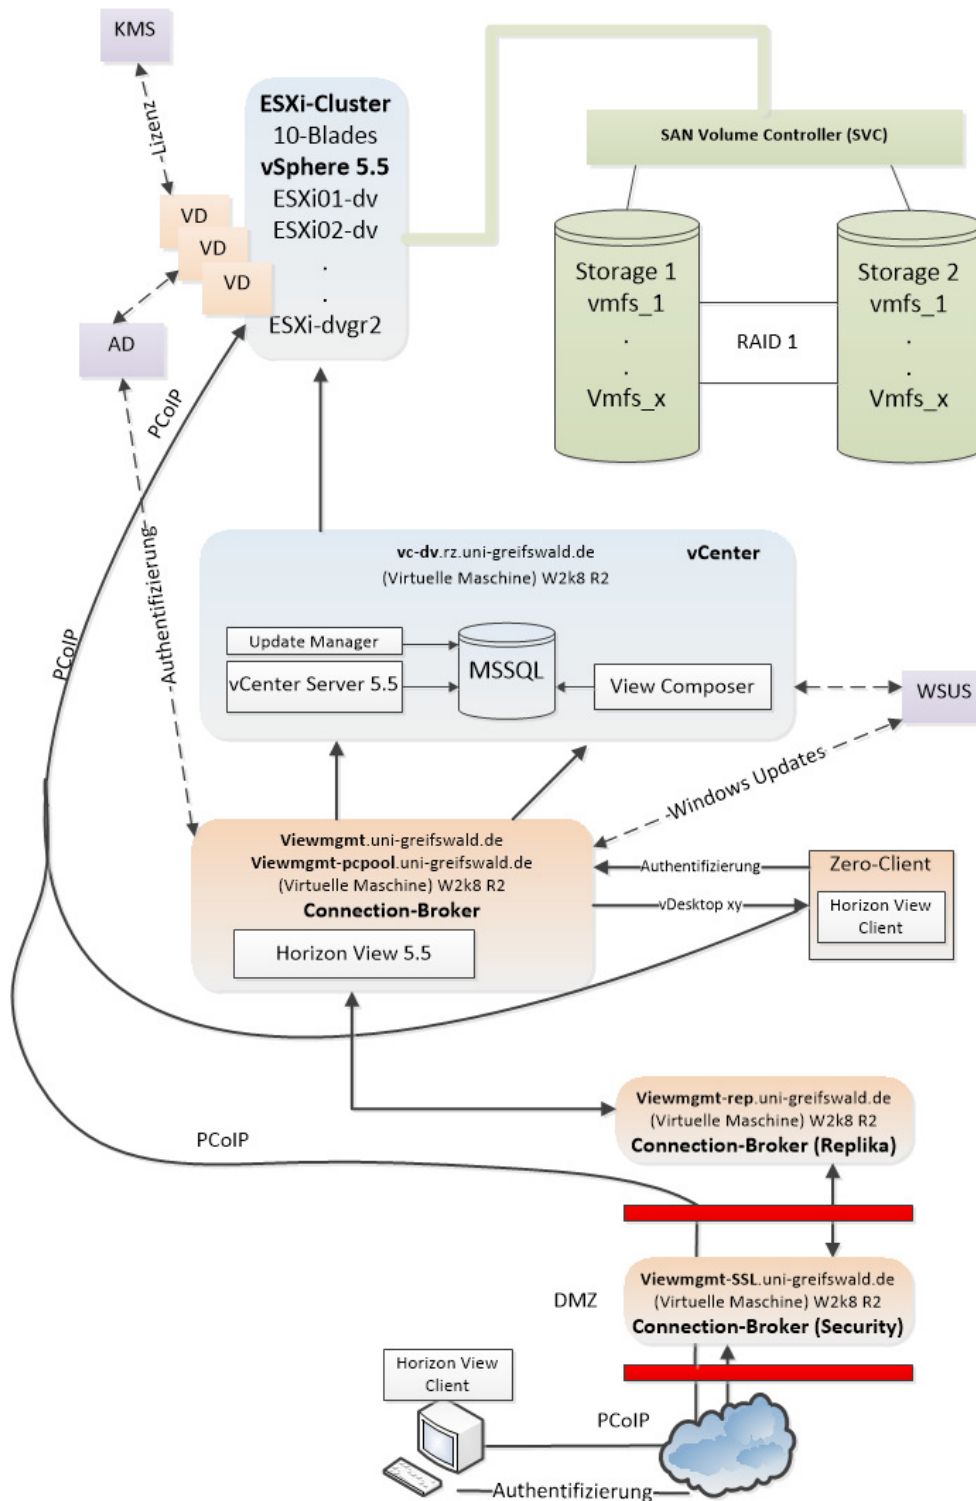 KMS
Lizenz
ESXi-Cluster
10-Blades
vSphere 5.5
ESXi01-dv
ESXi02-dv
.
.
ESXi-dvgr2
VD
VD
VD
AD
SAN Volume Controller (SVC)
Storage 1
vmfs_1
.
.
Vmfs_x
RAID 1
Storage 2
vmfs_1
.
.
Vmfs_x
PCoIP
Authentifizierung
PCoIP
vc-dv.rz.uni-greifswald.de
(Virtuelle Maschine) W2k8 R2
vCenter
Update Manager
vCenter Server 5.5
MSSQL
View Composer
WSUS
Windows Updates
Viewmgmt.uni-greifswald.de
Viewmgmt-pcpool.uni-greifswald.de
(Virtuelle Maschine) W2k8 R2
Connection-Broker
Horizon View 5.5
Authentifizierung
vDesktop xy
Zero-Client
Horizon View
Client
Viewmgmt-rep.uni-greifswald.de
(Virtuelle Maschine) W2k8 R2
Connection-Broker (Replika)
PCoIP
DMZ
Viewmgmt-SSL.uni-greifswald.de
(Virtuelle Maschine) W2k8 R2
Connection-Broker (Security)
Horizon View
Client
PCoIP
Authentifizierung